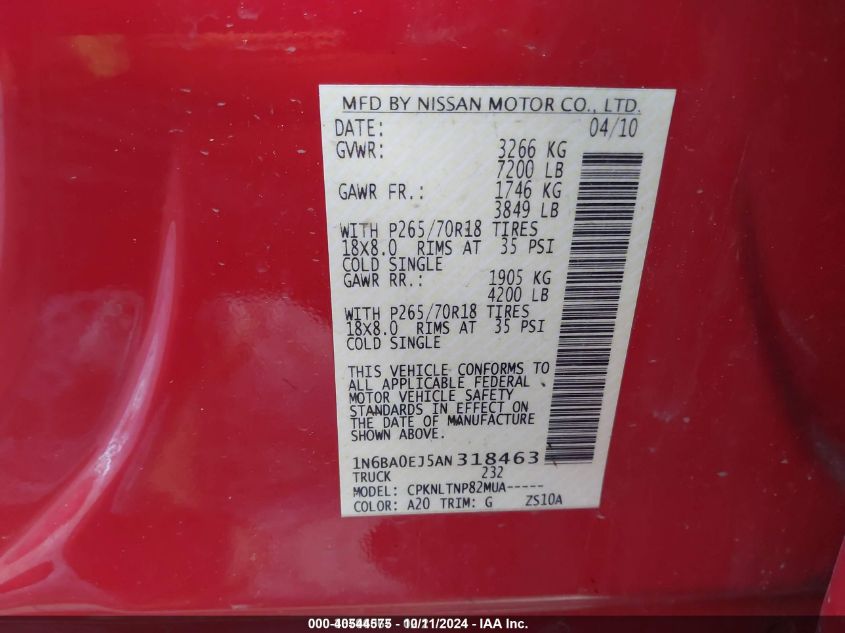 MFD BY NISSAN MOTOR CO., LTD.
DATE: 04/10
GVWR: 3266 KG
7200 LB
GAWR FR.: 1746 KG
3849 LB
WITH P265/70R18 TIRES
18X8.0 RIMS AT 35 PSI
COLD SINGLE
GAWR RR.: 1905 KG
4200 LB
WITH P265/70R18 TIRES
18X8.0 RIMS AT 35 PSI
COLD SINGLE
THIS VEHICLE CONFORMS TO
ALL APPLICABLE FEDERAL
MOTOR VEHICLE SAFETY
STANDARDS IN EFFECT ON
THE DATE OF MANUFACTURE
SHOWN ABOVE
1N6BA0EJ5AN318463
TRUCK 232
MODEL: CPKNLTNP82MUA-----
COLOR: A20 TRIM: G ZS10A
10/11/2024 - IAA Inc.